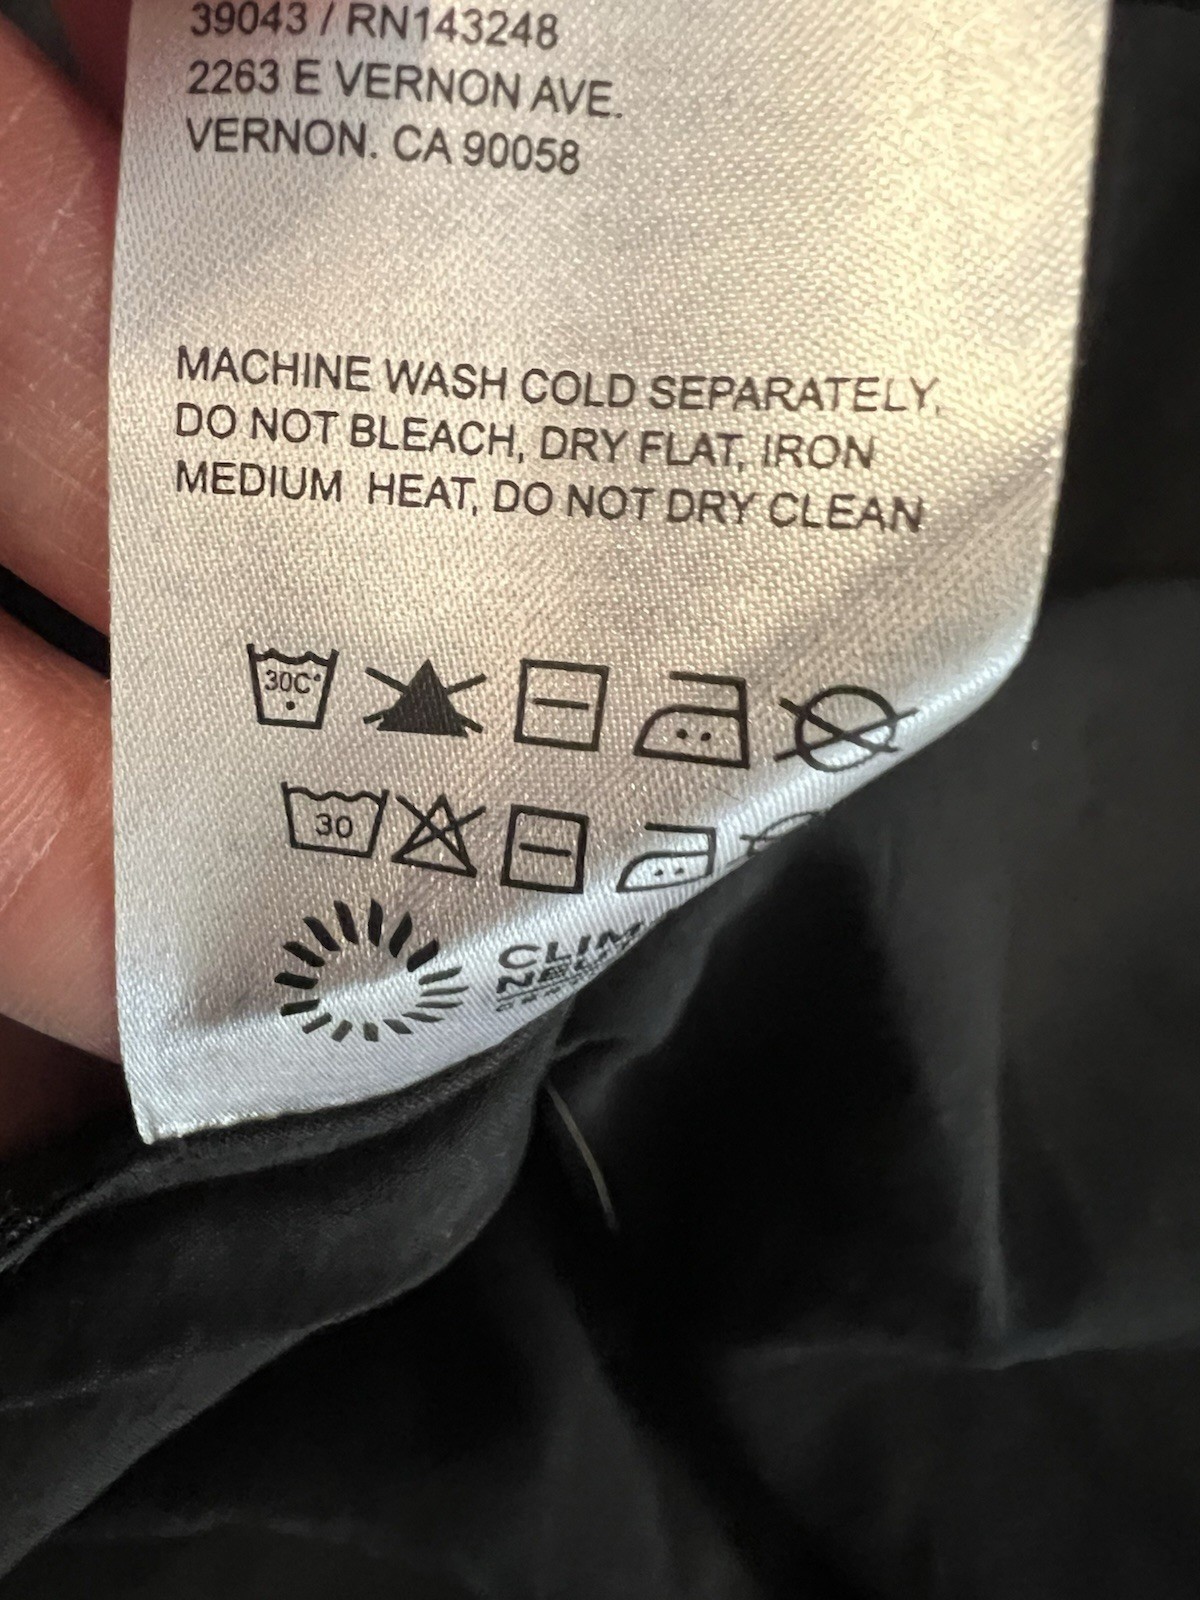 39043 / RN143248
2263 E VERNON AVE.
VERNON. CA 90058
MACHINE WASH COLD SEPARATELY,
DO NOT BLEACH, DRY FLAT, IRON
MEDIUM HEAT, DO NOT DRY CLEAN
30C°
30